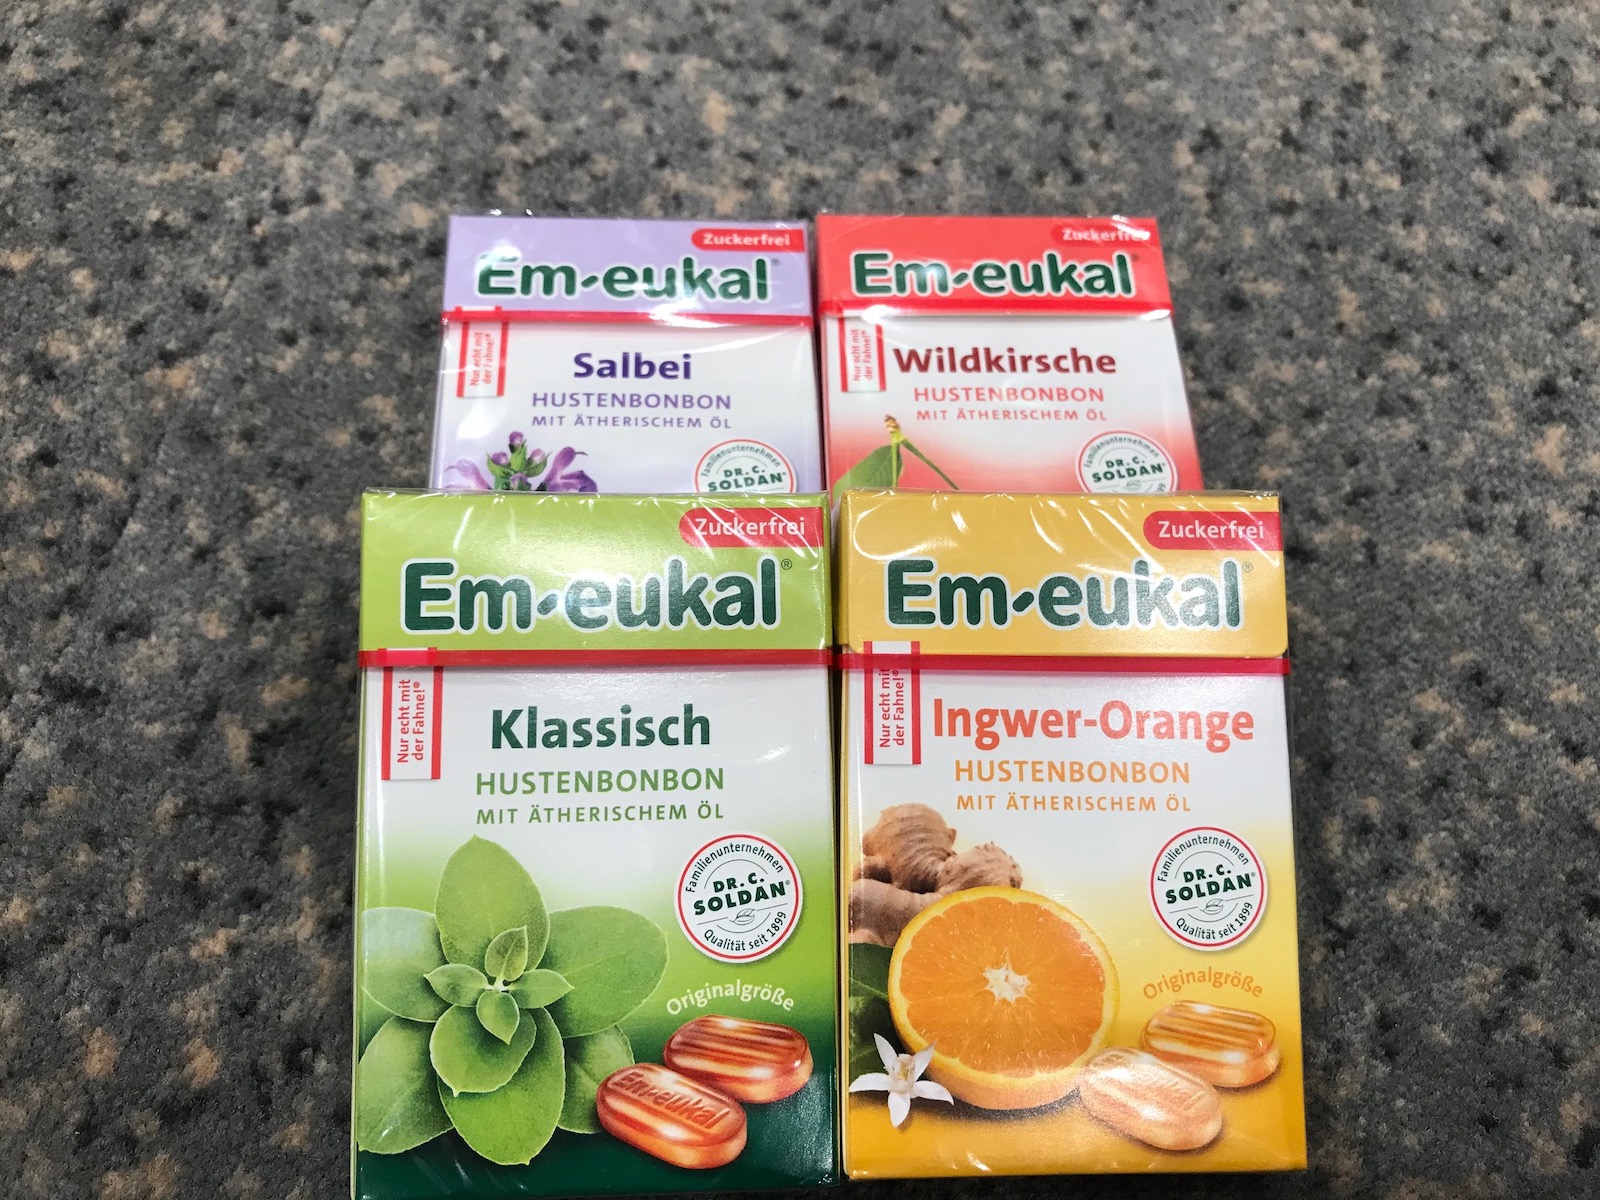 Zuckerfrei
Em-eukal
Nur echt mit
der Fahne!®
Salbei
HUSTENBONBON
MIT ÄTHERISCHEM ÖL
Familienunternehmen
DR. C.
SOLDAN®
Zuckerfrei
Em-eukal
Nur echt mit
der Fahne!®
Wildkirsche
HUSTENBONBON
MIT ÄTHERISCHEM ÖL
Familienunternehmen
DR. C.
SOLDAN®
Zuckerfrei
Em-eukal®
Nur echt mit
der Fahne!®
Klassisch
HUSTENBONBON
MIT ÄTHERISCHEM ÖL
Familienunternehmen
DR. C.
SOLDAN®
Qualität seit 1899
Originalgröße
Em-eukal
Zuckerfrei
Em-eukal®
Nur echt mit
der Fahne!®
Ingwer-Orange
HUSTENBONBON
MIT ÄTHERISCHEM ÖL
Familienunternehmen
DR. C.
SOLDAN®
Qualität seit 1899
Originalgröße
Em-eukal